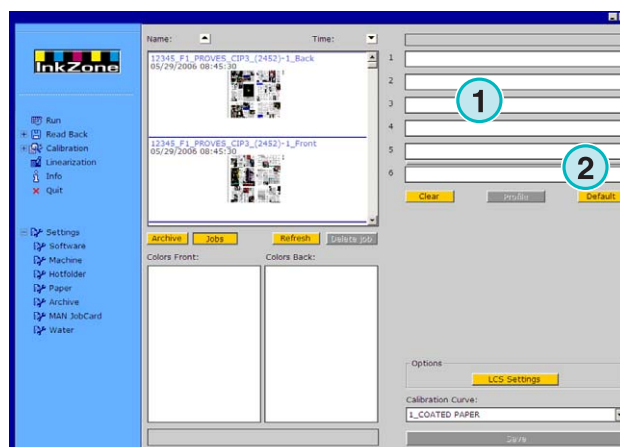 InkZone
Run
Read Back
Calibration
Linearization
Info
Quit
Settings
Software
Machine
Hotfolder
Paper
Archive
MAN JobCard
Water
Name:
Time:
12345_F1_PROVES_CIP3_(2452)-1_Back
05/29/2006 08:45:30
12345_F1_PROVES_CIP3_(2452)-1_Front
05/29/2006 08:45:30
Archive
Jobs
Refresh
Delete job
Colors Front:
Colors Back:
1
2
3
4
5
6
1
2
Clear
Profile
Default
Options
LCS Settings
Calibration Curve:
1_COATED PAPER
Save